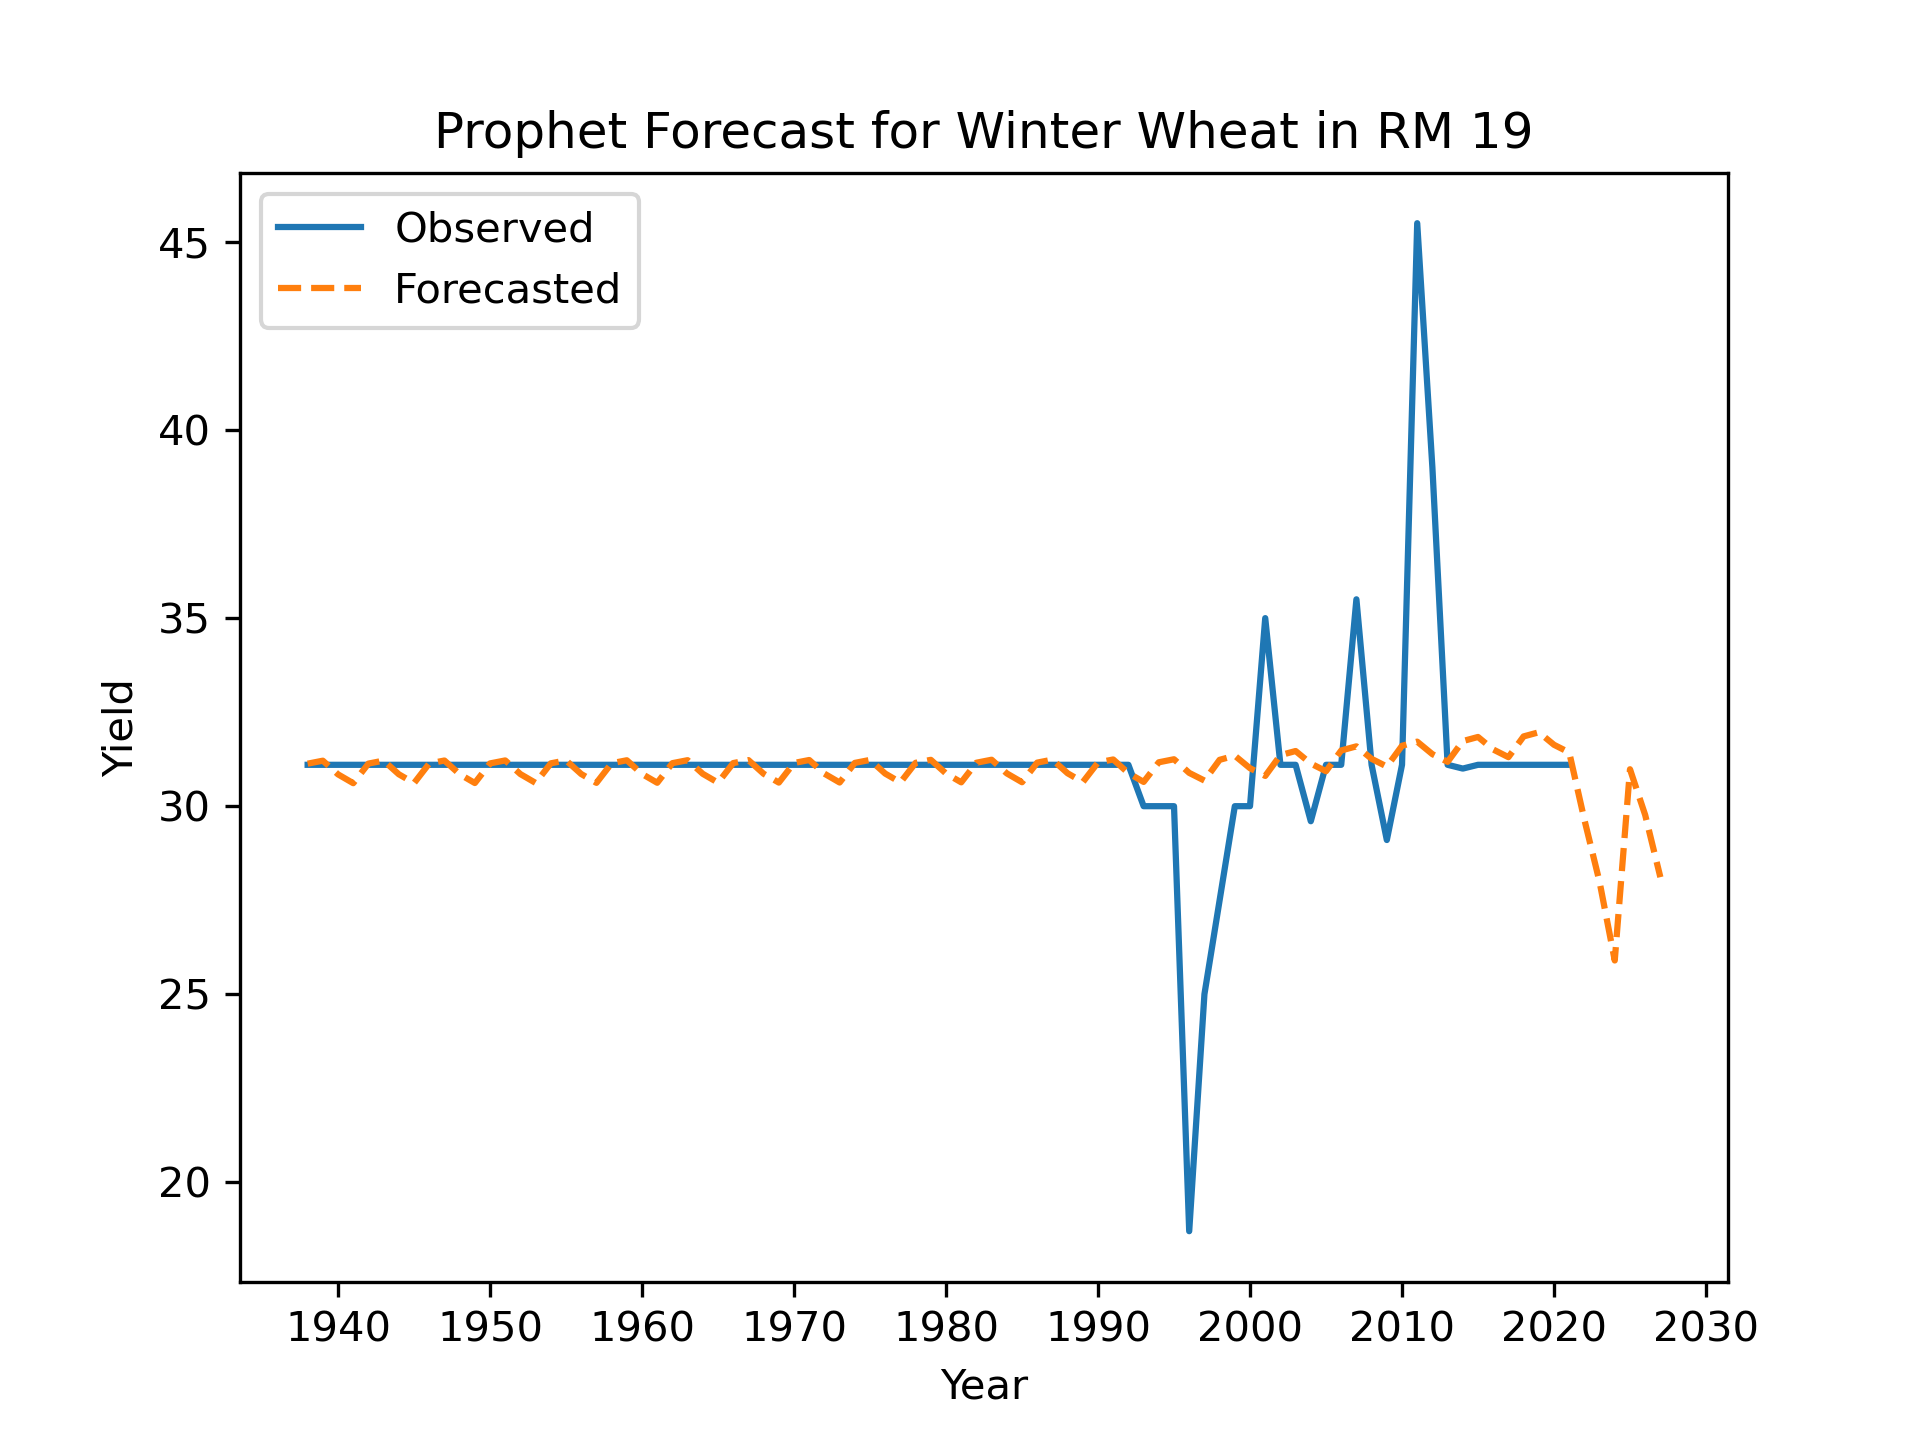 Prophet Forecast for Winter Wheat in RM 19
Observed
Forecasted
45
40
35
30
25
20
Yield
1940 1950 1960 1970 1980 1990 2000 2010 2020 2030
Year